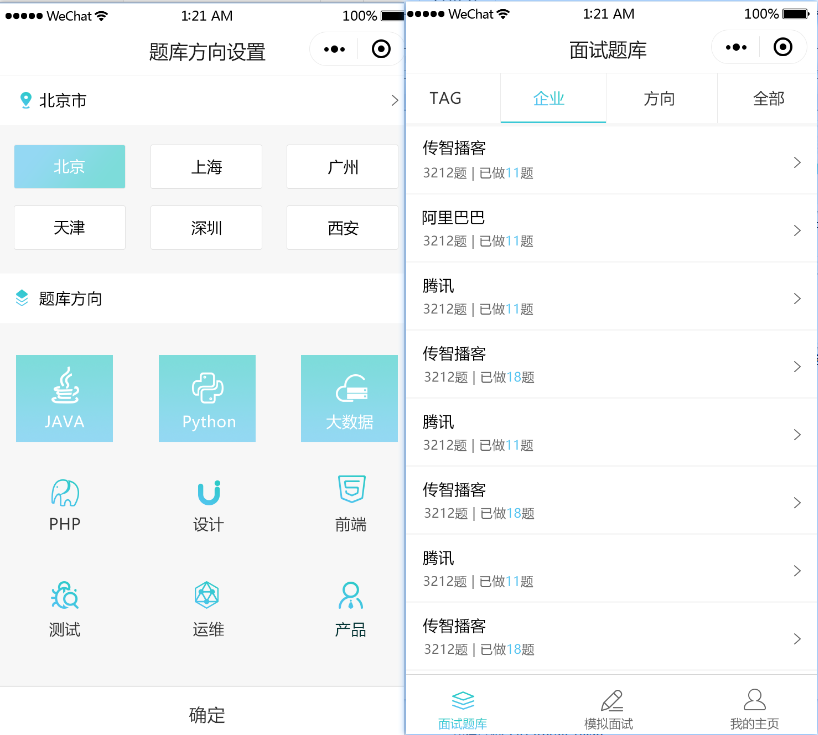 WeChat 1:21 AM 100%
题库方向设置
北京市
北京 上海 广州
天津 深圳 西安
题库方向
JAVA Python 大数据
PHP 设计 前端
测试 运维 产品
确定
WeChat 1:21 AM 100%
面试题库
TAG 企业 方向 全部
传智播客
3212题 | 已做11题
阿里巴巴
3212题 | 已做11题
腾讯
3212题 | 已做11题
传智播客
3212题 | 已做18题
腾讯
3212题 | 已做11题
传智播客
3212题 | 已做18题
腾讯
3212题 | 已做11题
传智播客
3212题 | 已做18题
面试题库 模拟面试 我的主页